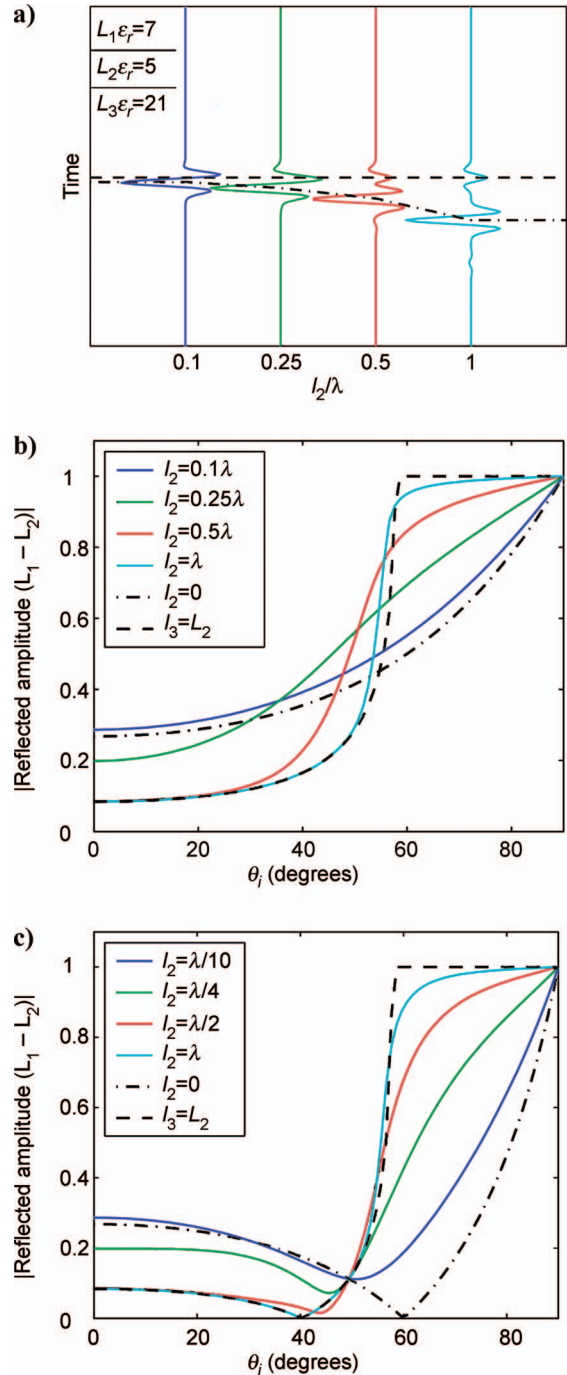 a)
L₁εᵣ=7
L₂εᵣ=5
L₃εᵣ=21
Time
0.1 0.25 0.5 1
l₂/λ
b)
1
0.8
0.6
0.4
0.2
0
|Reflected amplitude (L₁ – L₂)|
l₂=0.1λ
l₂=0.25λ
l₂=0.5λ
l₂=λ
l₂=0
l₃=L₂
0 20 40 60 80
θᵢ (degrees)
c)
1
0.8
0.6
0.4
0.2
0
|Reflected amplitude (L₁ – L₂)|
l₂=λ/10
l₂=λ/4
l₂=λ/2
l₂=λ
l₂=0
l₃=L₂
0 20 40 60 80
θᵢ (degrees)